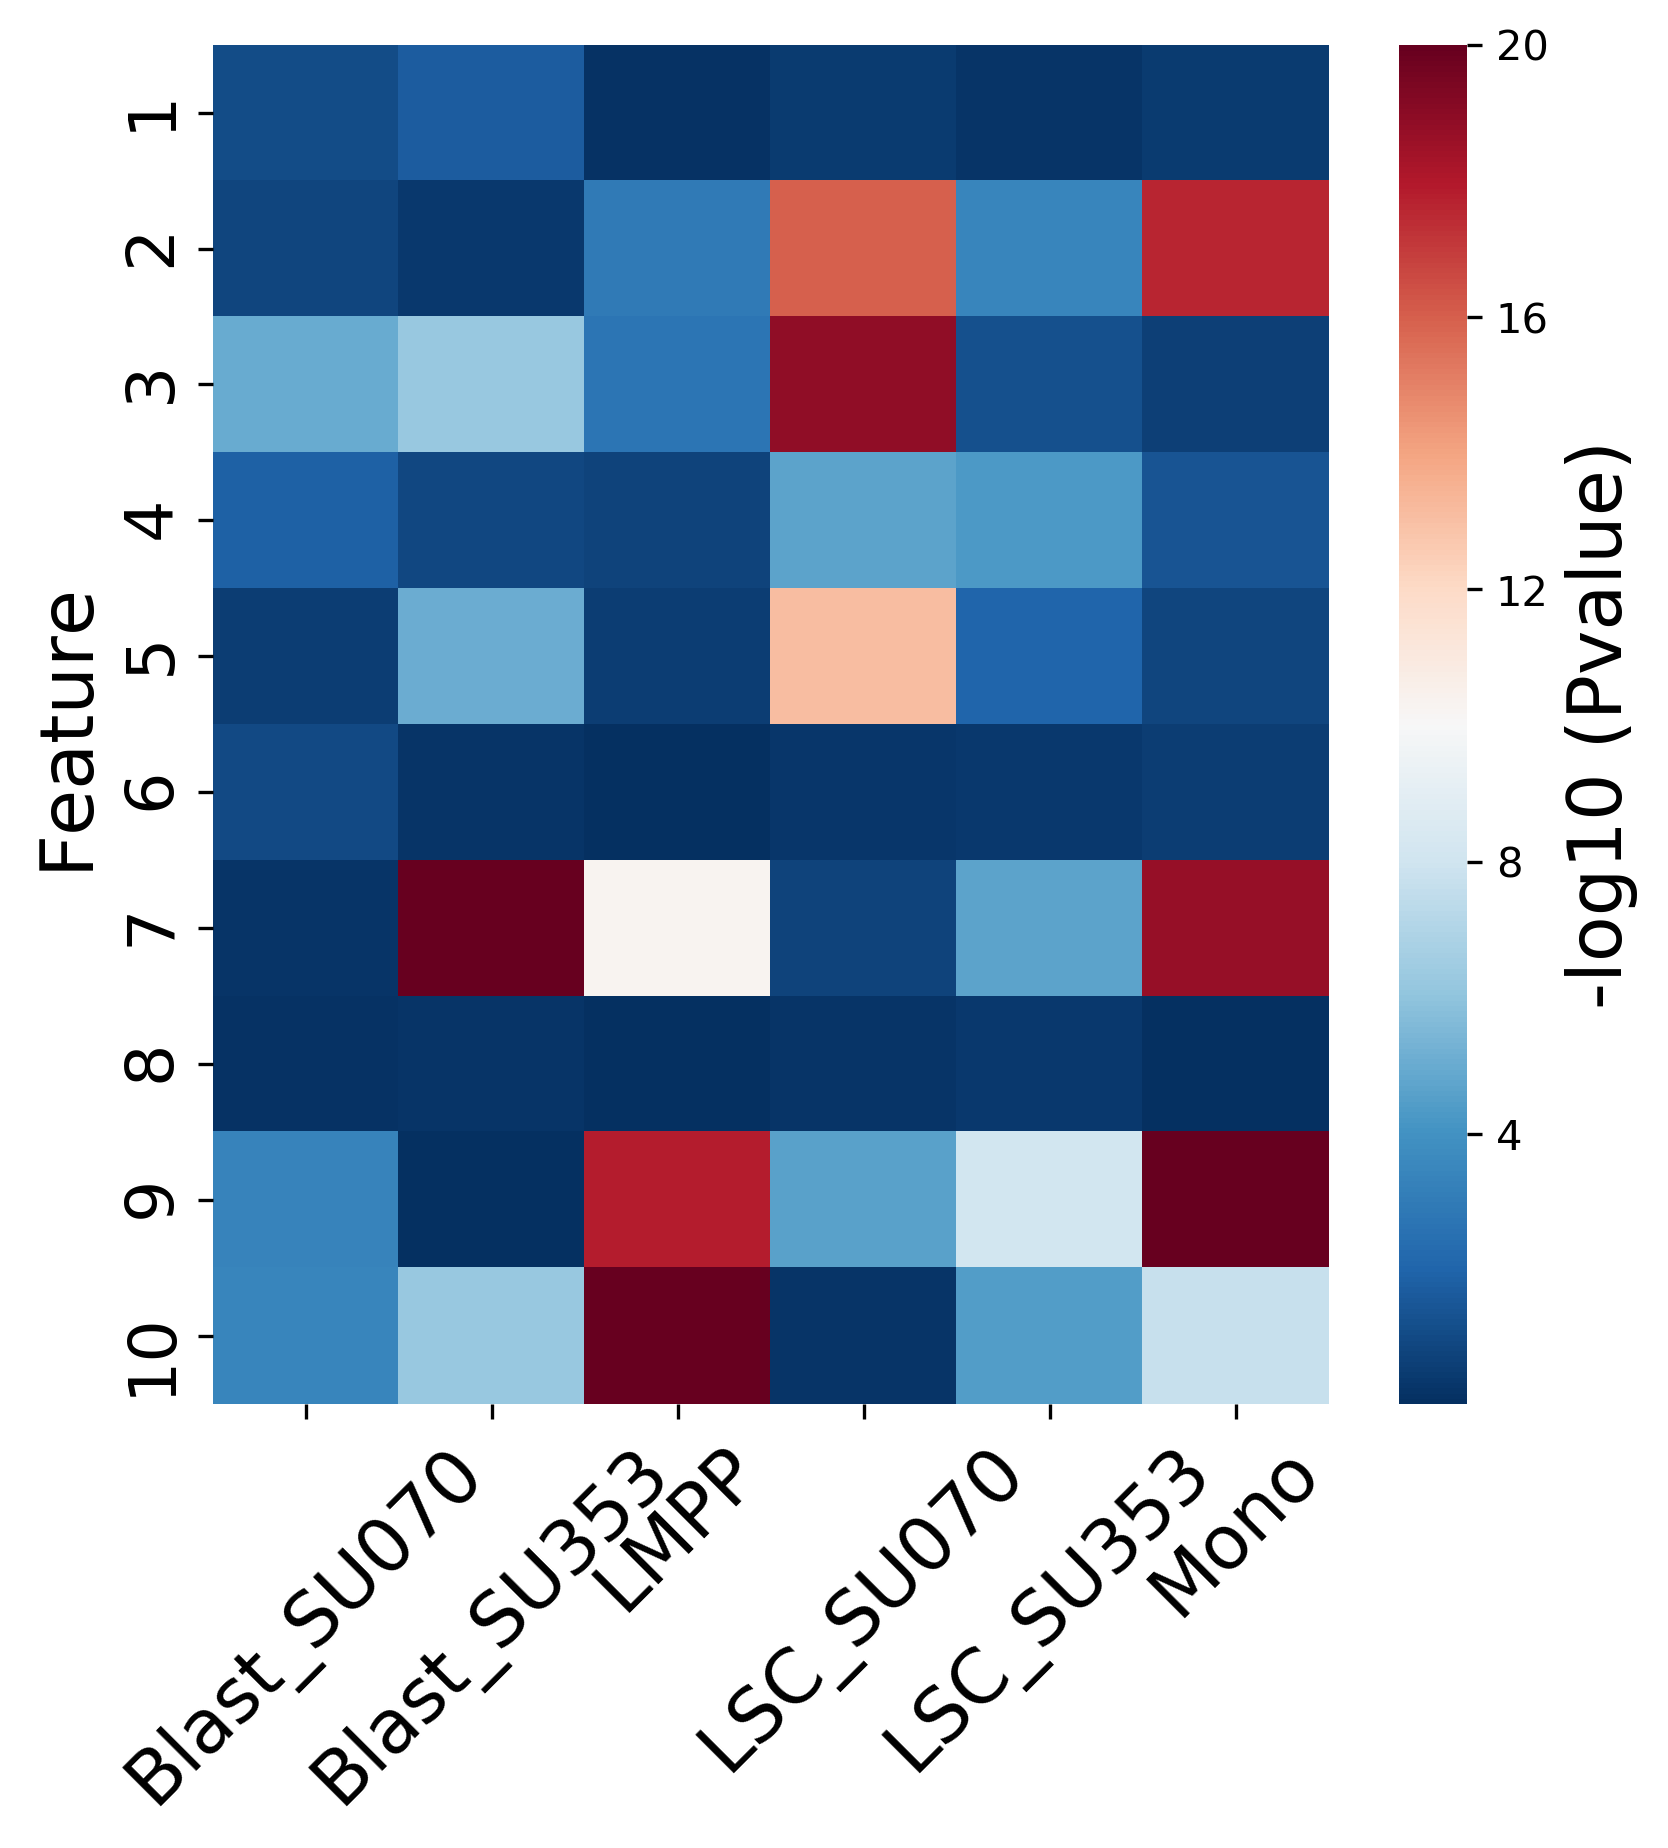 Feature
1
2
3
4
5
6
7
8
9
10
Blast_SU070
Blast_SU353
LMPP
LSC_SU070
LSC_SU353
Mono
20
16
12
8
4
-log10 (Pvalue)